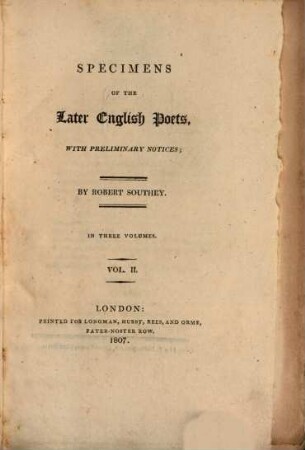 SPECIMENS
OF THE
Later English Poets,
WITH PRELIMINARY NOTICES;
BY ROBERT SOUTHEY.
IN THREE VOLUMES.
VOL. II.
LONDON:
PRINTED FOR LONGMAN, HURST, REES, AND ORME,
PATER-NOSTER ROW.
1807.